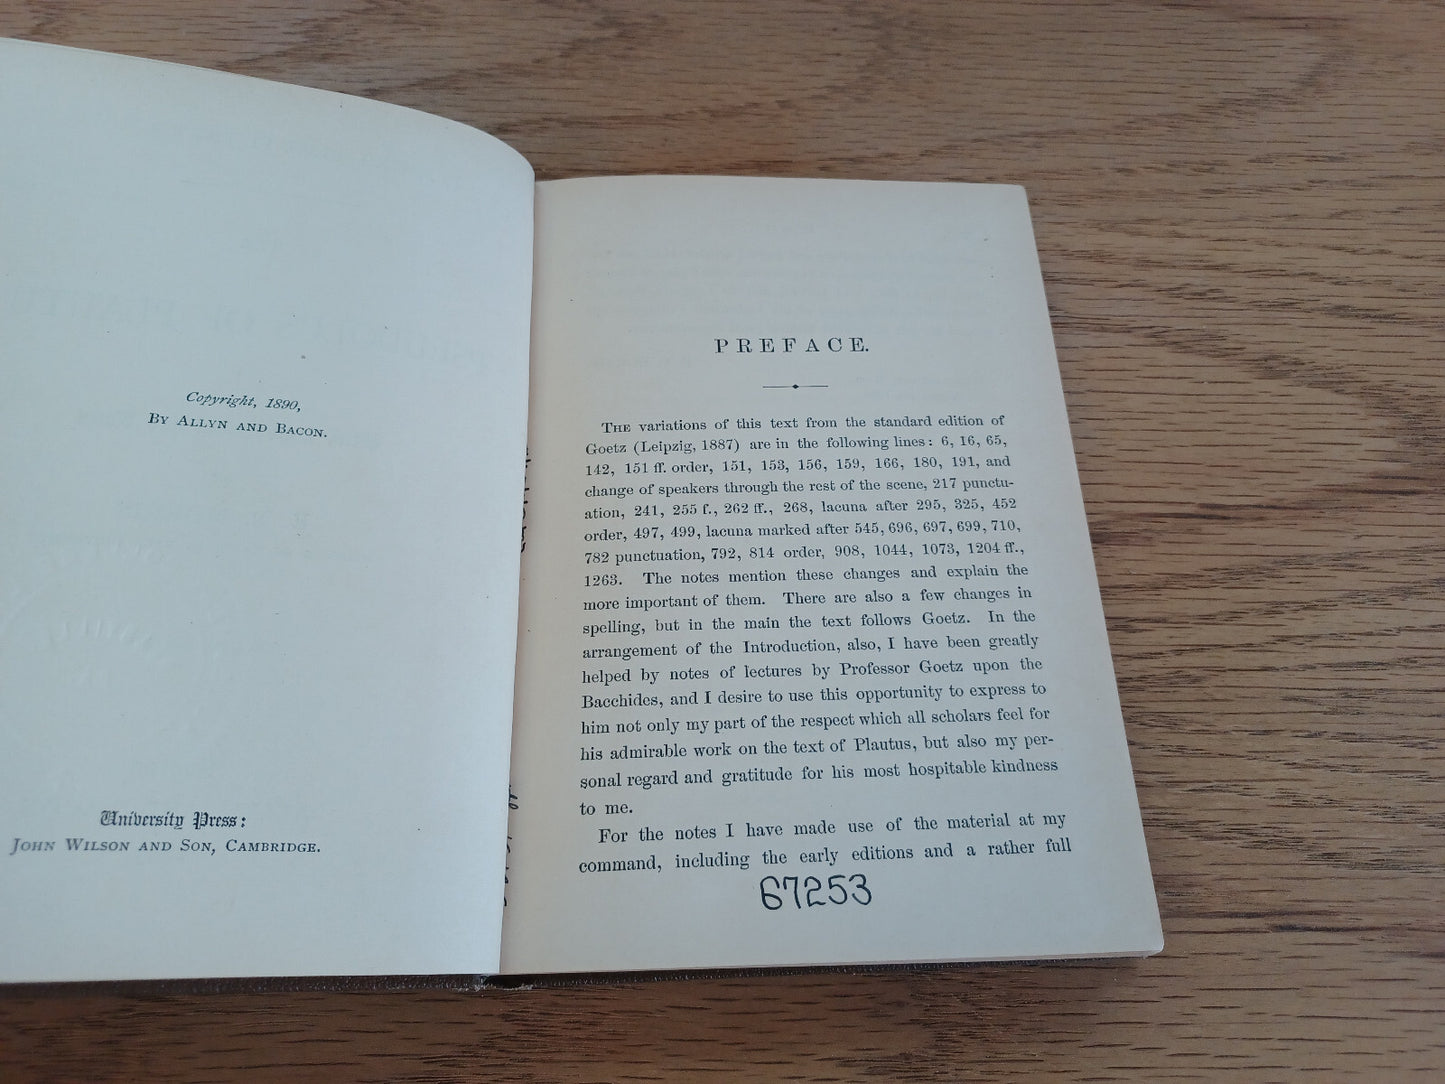 Copyright, 1890,
BY ALLYN AND BACON.
University Press:
JOHN WILSON AND SON, CAMBRIDGE.
PREFACE.
THE variations of this text from the standard edition of
Goetz (Leipzig, 1887) are in the following lines: 6, 16, 65,
142, 151 ff. order, 151, 153, 156, 159, 166, 180, 191, and
change of speakers through the rest of the scene, 217 punctu-
ation, 241, 255 f., 262 ff., 268, lacuna after 295, 325, 452
order, 497, 499, lacuna marked after 545, 696, 697, 699, 710,
782 punctuation, 792, 814 order, 908, 1044, 1073, 1204 ff.,
1263. The notes mention these changes and explain the
more important of them. There are also a few changes in
spelling, but in the main the text follows Goetz. In the
arrangement of the Introduction, also, I have been greatly
helped by notes of lectures by Professor Goetz upon the
Bacchides, and I desire to use this opportunity to express to
him not only my part of the respect which all scholars feel for
his admirable work on the text of Plautus, but also my per-
sonal regard and gratitude for his most hospitable kindness
to me.
For the notes I have made use of the material at my
command, including the early editions and a rather full
67253